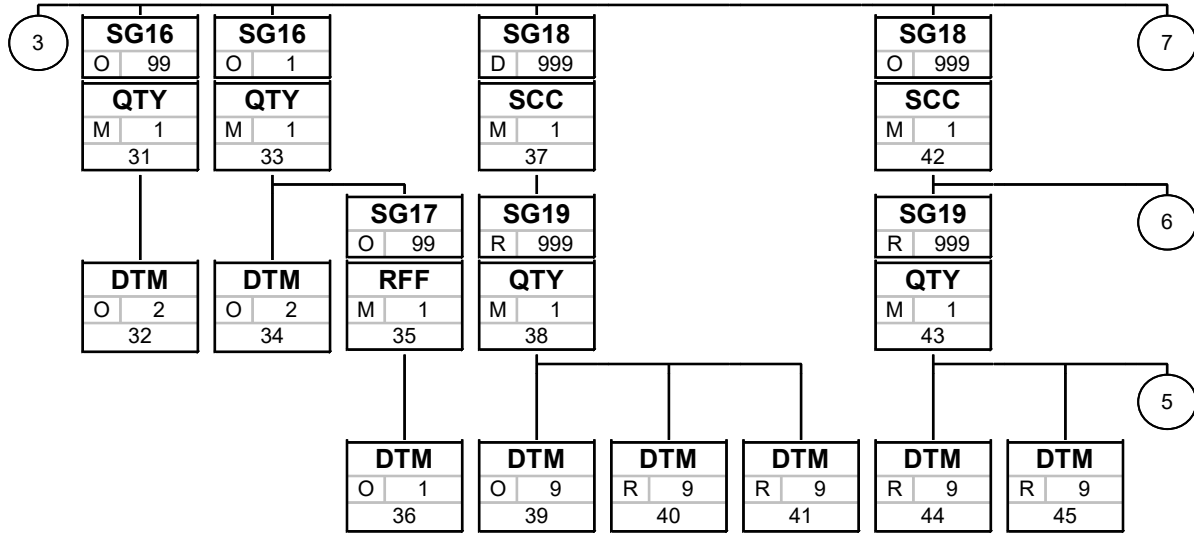 3
SG16 SG16 SG18 SG18
7
O 99 O 1 D 999 O 999
QTY QTY SCC SCC
M 1 M 1 M 1 M 1
31 33 37 42
SG17 SG19 SG19
6
O 99 R 999 R 999
DTM DTM RFF QTY QTY
O 2 O 2 M 1 M 1 M 1
32 34 35 38 43
5
DTM DTM DTM DTM DTM DTM
O 1 O 9 R 9 R 9 R 9 R 9
36 39 40 41 44 45